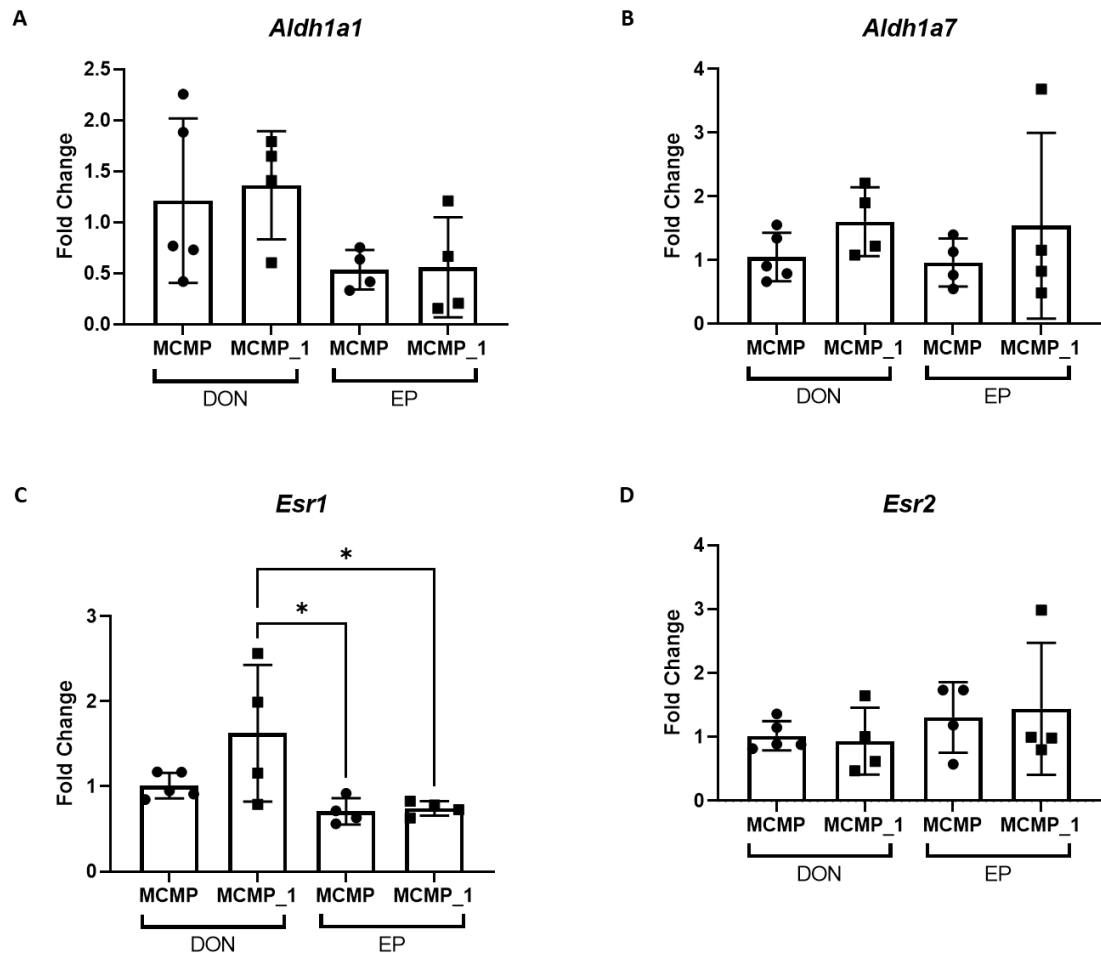 A
Aldh1a1
Fold Change
2.5
2.0
1.5
1.0
0.5
0.0
MCMP MCMP_1 MCMP MCMP_1
DON EP
B
Aldh1a7
Fold Change
4
3
2
1
0
MCMP MCMP_1 MCMP MCMP_1
DON EP
C
Esr1
*
*
Fold Change
3
2
1
0
MCMP MCMP_1 MCMP MCMP_1
DON EP
D
Esr2
Fold Change
4
3
2
1
0
MCMP MCMP_1 MCMP MCMP_1
DON EP